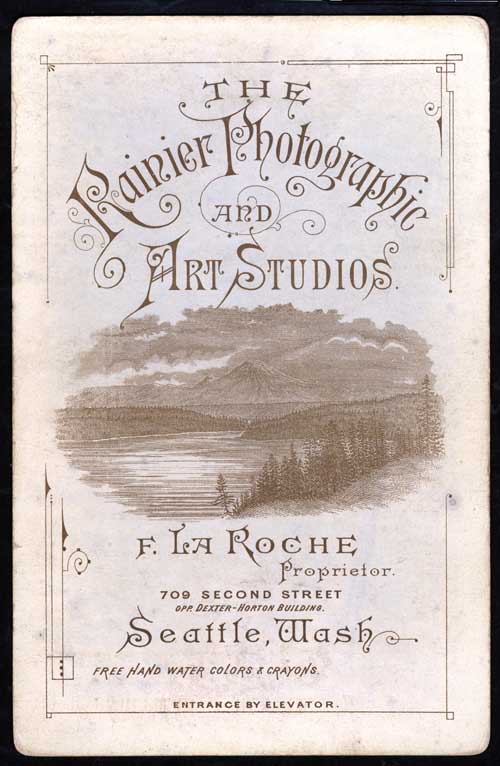 THE
Rainier Photographic
AND
ART STUDIOS.
F. LA ROCHE
Proprietor.
709 SECOND STREET
OPP. DEXTER-HORTON BUILDING.
Seattle, Wash
FREE HAND WATER COLORS & CRAYONS.
ENTRANCE BY ELEVATOR.